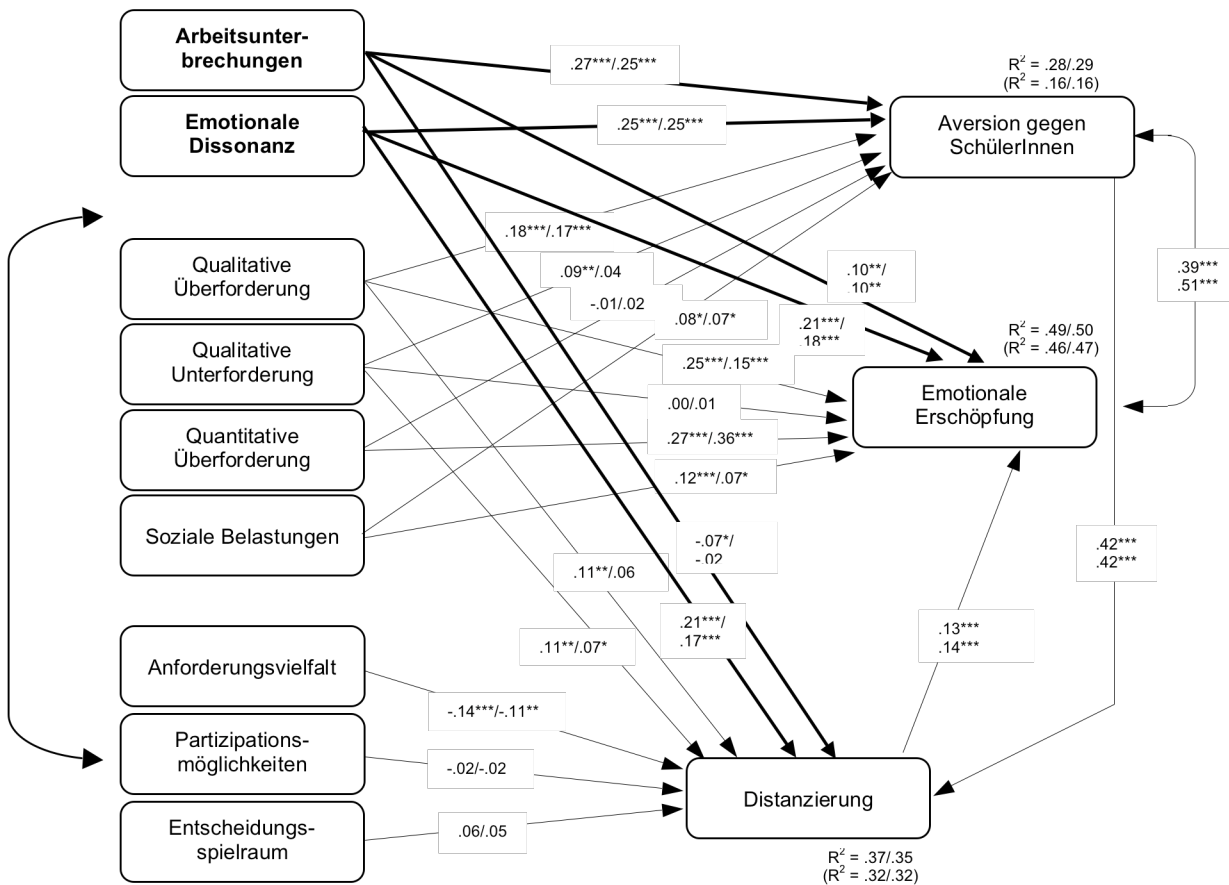 Arbeitsunter-
brechungen
Emotionale
Dissonanz
Qualitative
Überforderung
Qualitative
Unterforderung
Quantitative
Überforderung
Soziale Belastungen
Anforderungsvielfalt
Partizipations-
möglichkeiten
Entscheidungs-
spielraum
.27***/.25***
.25***/.25***
.18***/.17***
.09**/.04
-.01/.02
.08*/.07*
.10**/
.10**
.21***/
.18***
.25***/.15***
.00/.01
.27***/.36***
.12***/.07*
-.07*/
-.02
.11**/.06
.21***/
.17***
.11**/.07*
-.14***/-.11**
-.02/-.02
.06/.05
R² = .28/.29
(R² = .16/.16)
Aversion gegen
SchülerInnen
.39***
.51***
R² = .49/.50
(R² = .46/.47)
Emotionale
Erschöpfung
.42***
.42***
.13***
.14***
Distanzierung
R² = .37/.35
(R² = .32/.32)